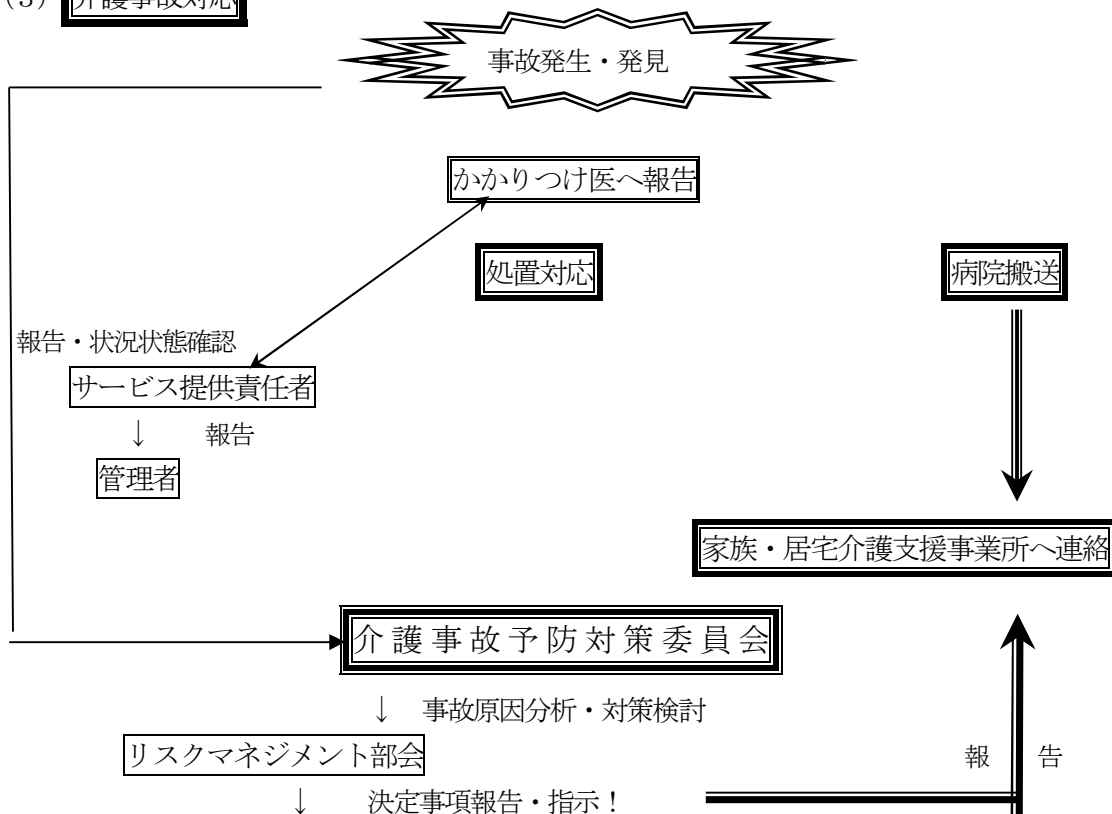 (3) 介護事故対応
事故発生・発見
かかりつけ医へ報告
処置対応 病院搬送
報告・状況状態確認
サービス提供責任者
↓ 報告
管理者
家族・居宅介護支援事業所へ連絡
介護事故予防対策委員会
↓ 事故原因分析・対策検討
リスクマネジメント部会 報 告
↓ 決定事項報告・指示！